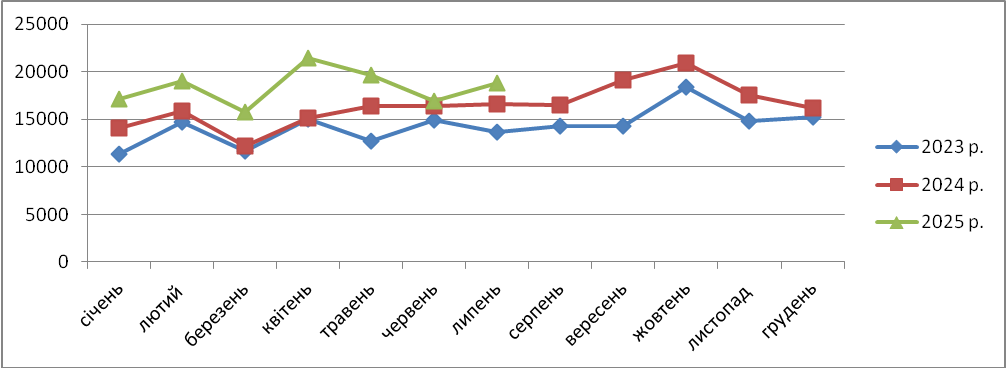 25000
20000
15000
10000
5000
0
січень
лютий
березень
квітень
травень
червень
липень
серпень
вересень
жовтень
листопад
грудень
2023 р.
2024 р.
2025 р.